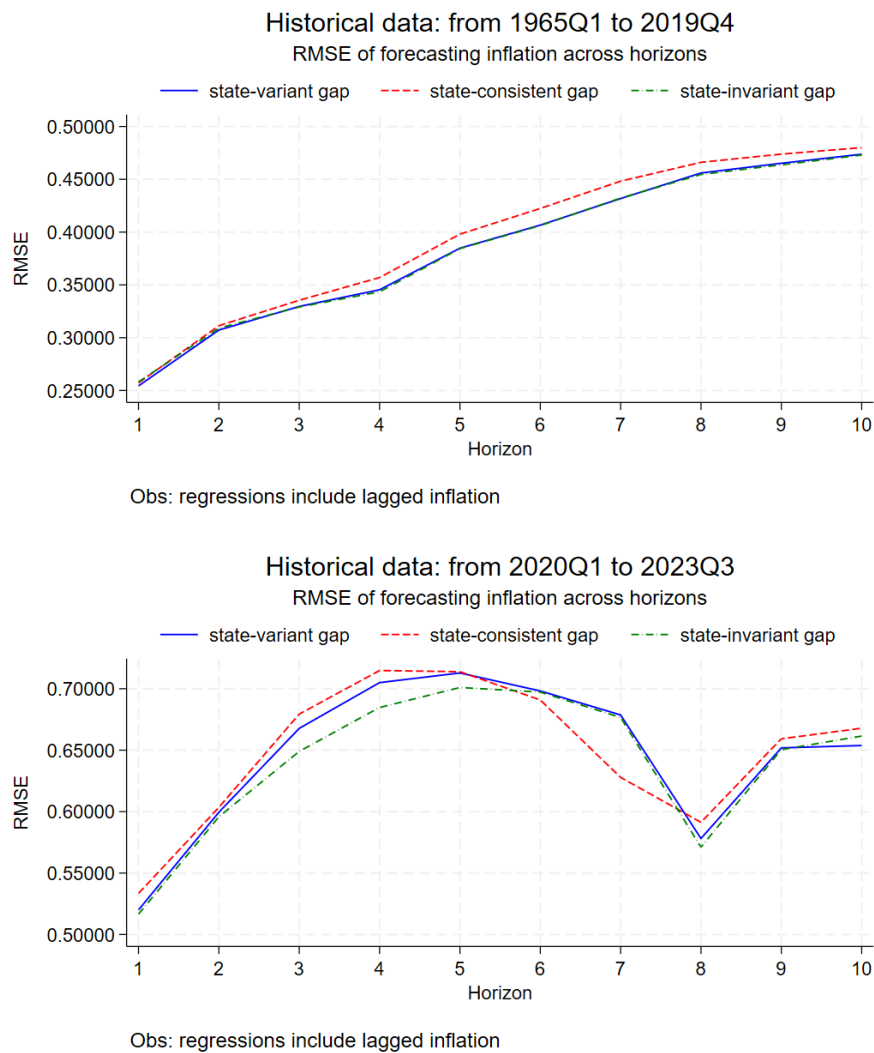 Historical data: from 1965Q1 to 2019Q4
RMSE of forecasting inflation across horizons
state-variant gap state-consistent gap state-invariant gap
0.50000
0.45000
0.40000
0.35000
0.30000
0.25000
RMSE
1 2 3 4 5 6 7 8 9 10
Horizon
Obs: regressions include lagged inflation
Historical data: from 2020Q1 to 2023Q3
RMSE of forecasting inflation across horizons
state-variant gap state-consistent gap state-invariant gap
0.70000
0.65000
0.60000
0.55000
0.50000
RMSE
1 2 3 4 5 6 7 8 9 10
Horizon
Obs: regressions include lagged inflation